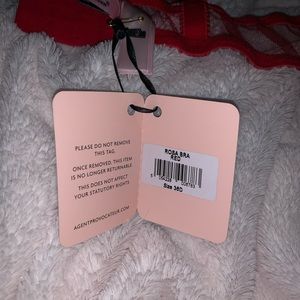 PLEASE DO NOT REMOVE
THIS TAG.
ONCE REMOVED, THIS ITEM
IS NO LONGER RETURNABLE
THIS DOES NOT AFFECT
YOUR STATUTORY RIGHTS
AGENTPROVOCATEUR.COM
ROSA BRA
RED
Size 36D